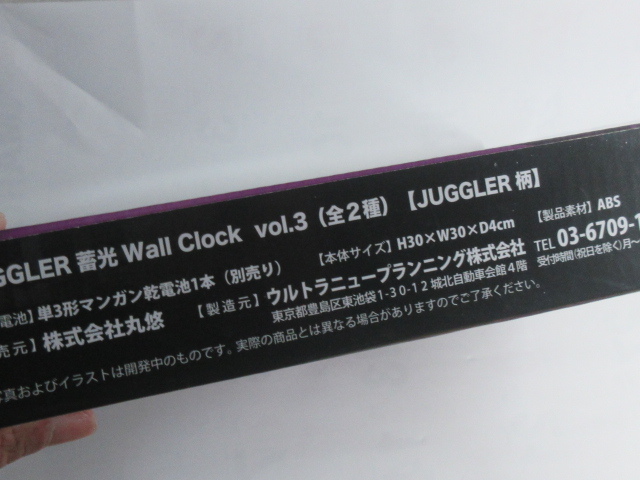 GGLER 蓄光 Wall Clock vol.3（全2種）【JUGGLER 柄】
電池】単3形マンガン乾電池1本（別売り）【本体サイズ】H30×W30×D4cm【製品素材】ABS
売元】株式会社丸悠【製造元】ウルトラニュープランニング株式会社 TEL 03-6709-1
東京都豊島区東池袋1-30-12 城北自動車会館4階 受付時間(祝日を除く)月〜
写真およびイラストは開発中のものです。実際の商品とは異なる場合がありますのでご了承ください。